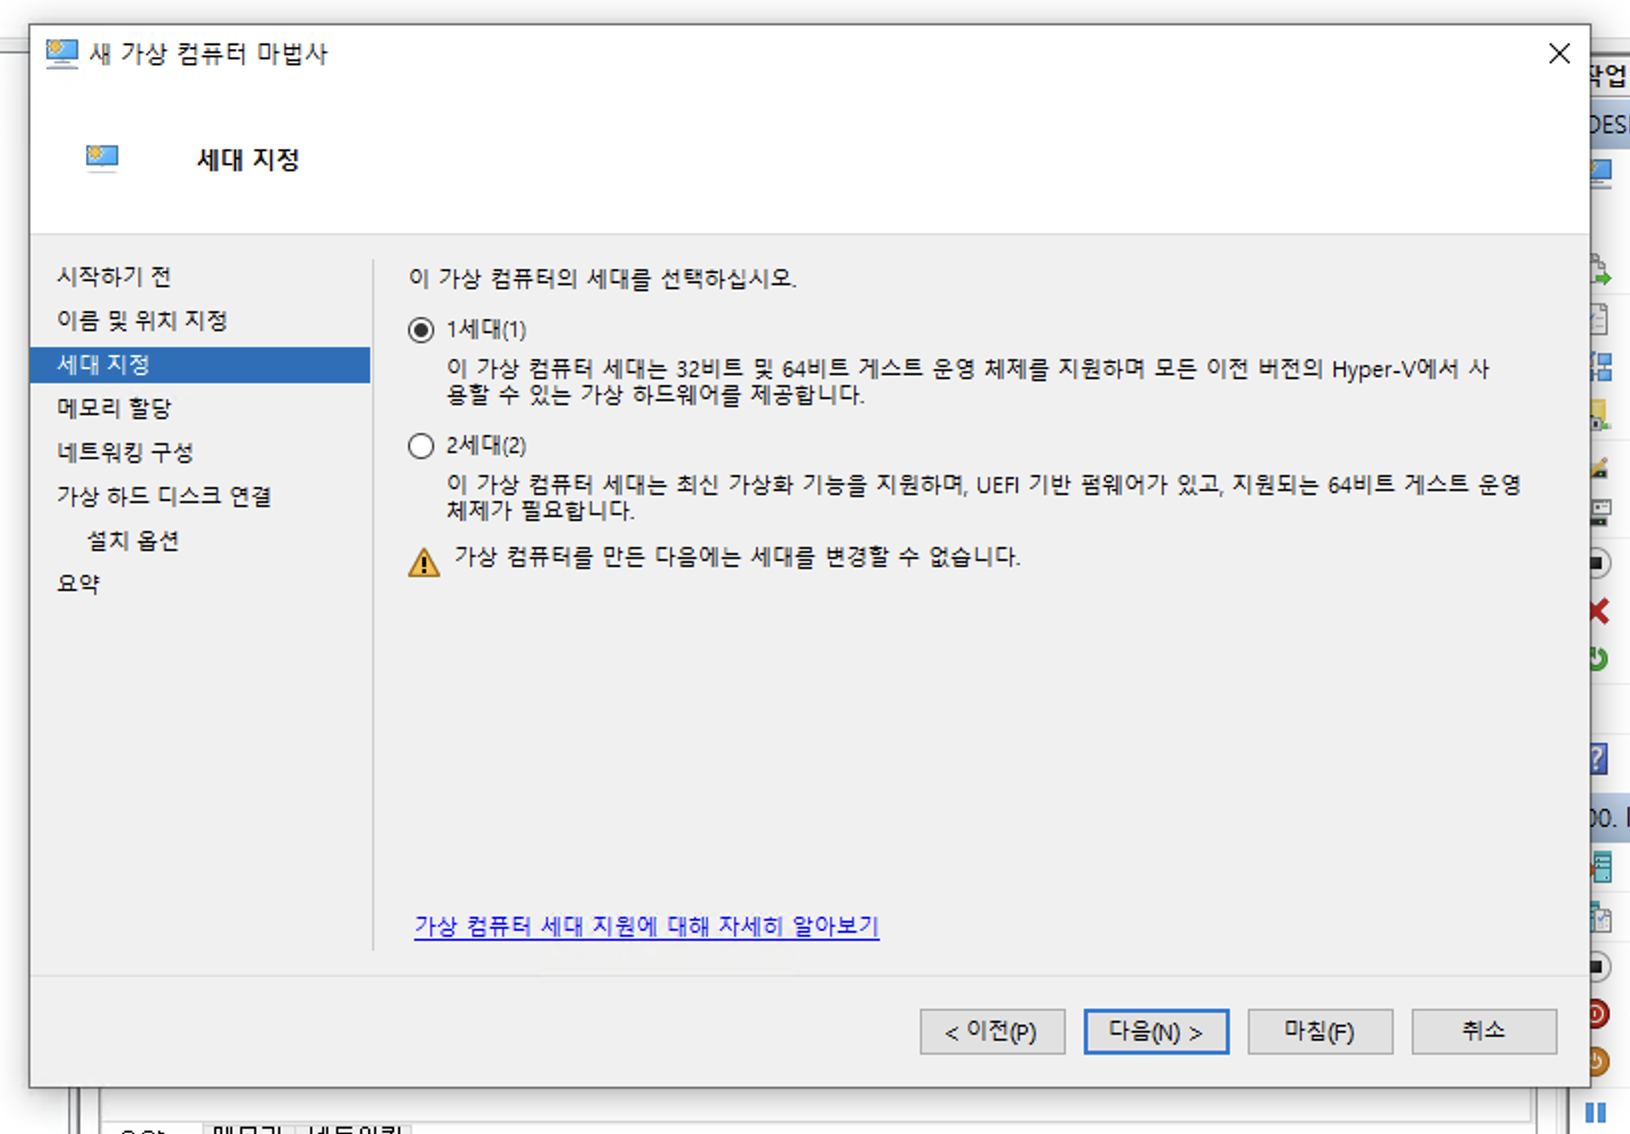 새 가상 컴퓨터 마법사
세대 지정
시작하기 전
이름 및 위치 지정
세대 지정
메모리 할당
네트워킹 구성
가상 하드 디스크 연결
설치 옵션
요약
이 가상 컴퓨터의 세대를 선택하십시오.
1세대(1)
이 가상 컴퓨터 세대는 32비트 및 64비트 게스트 운영 체제를 지원하며 모든 이전 버전의 Hyper-V에서 사
용할 수 있는 가상 하드웨어를 제공합니다.
2세대(2)
이 가상 컴퓨터 세대는 최신 가상화 기능을 지원하며, UEFI 기반 펌웨어가 있고, 지원되는 64비트 게스트 운영
체제가 필요합니다.
가상 컴퓨터를 만든 다음에는 세대를 변경할 수 없습니다.
가상 컴퓨터 세대 지원에 대해 자세히 알아보기
< 이전(P)
다음(N) >
마침(F)
취소
작업